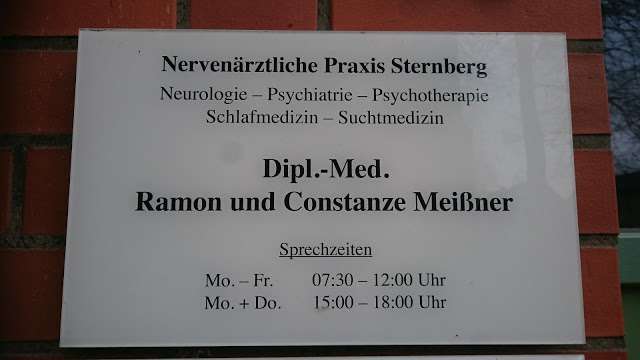 Nervenärztliche Praxis Sternberg
Neurologie – Psychiatrie – Psychotherapie
Schlafmedizin – Suchtmedizin
Dipl.-Med.
Ramon und Constanze Meißner
Sprechzeiten
Mo. – Fr. 07:30 – 12:00 Uhr
Mo. + Do. 15:00 – 18:00 Uhr